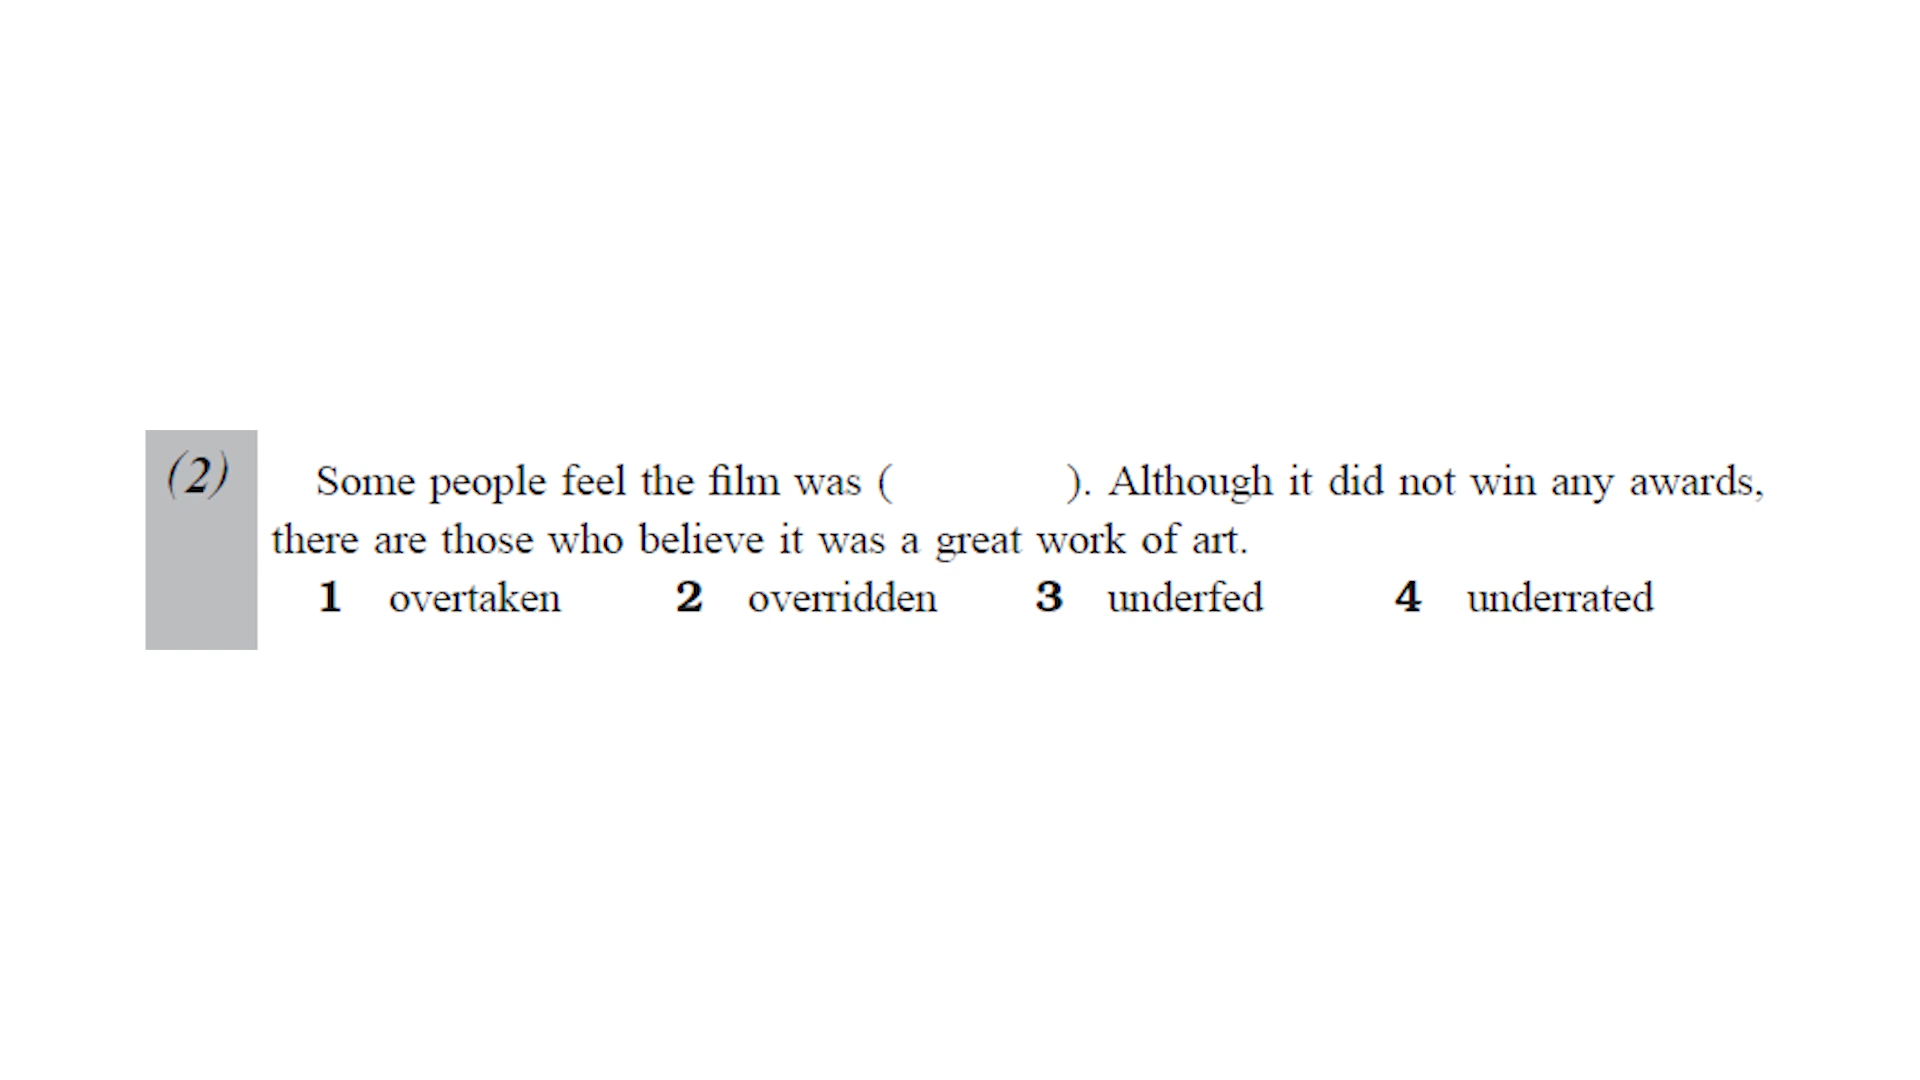 (2) Some people feel the film was ( ). Although it did not win any awards,
there are those who believe it was a great work of art.
1 overtaken 2 overridden 3 underfed 4 underrated